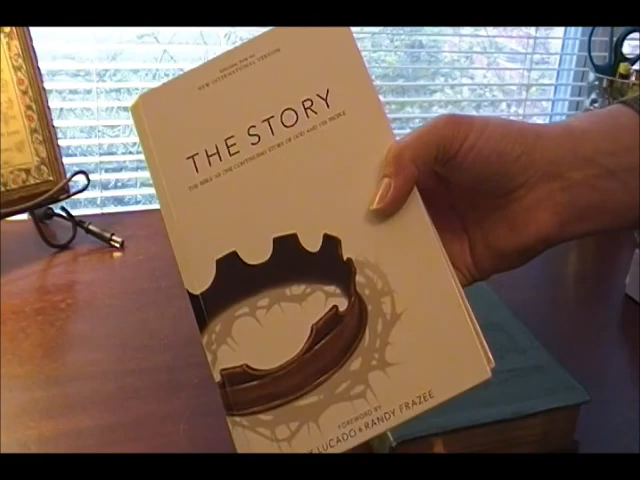 NEW INTERNATIONAL VERSION
THE STORY
THE BIBLE AS ONE CONTINUING STORY OF GOD AND HIS PEOPLE
FOREWORD BY
LUCADO & RANDY FRAZEE